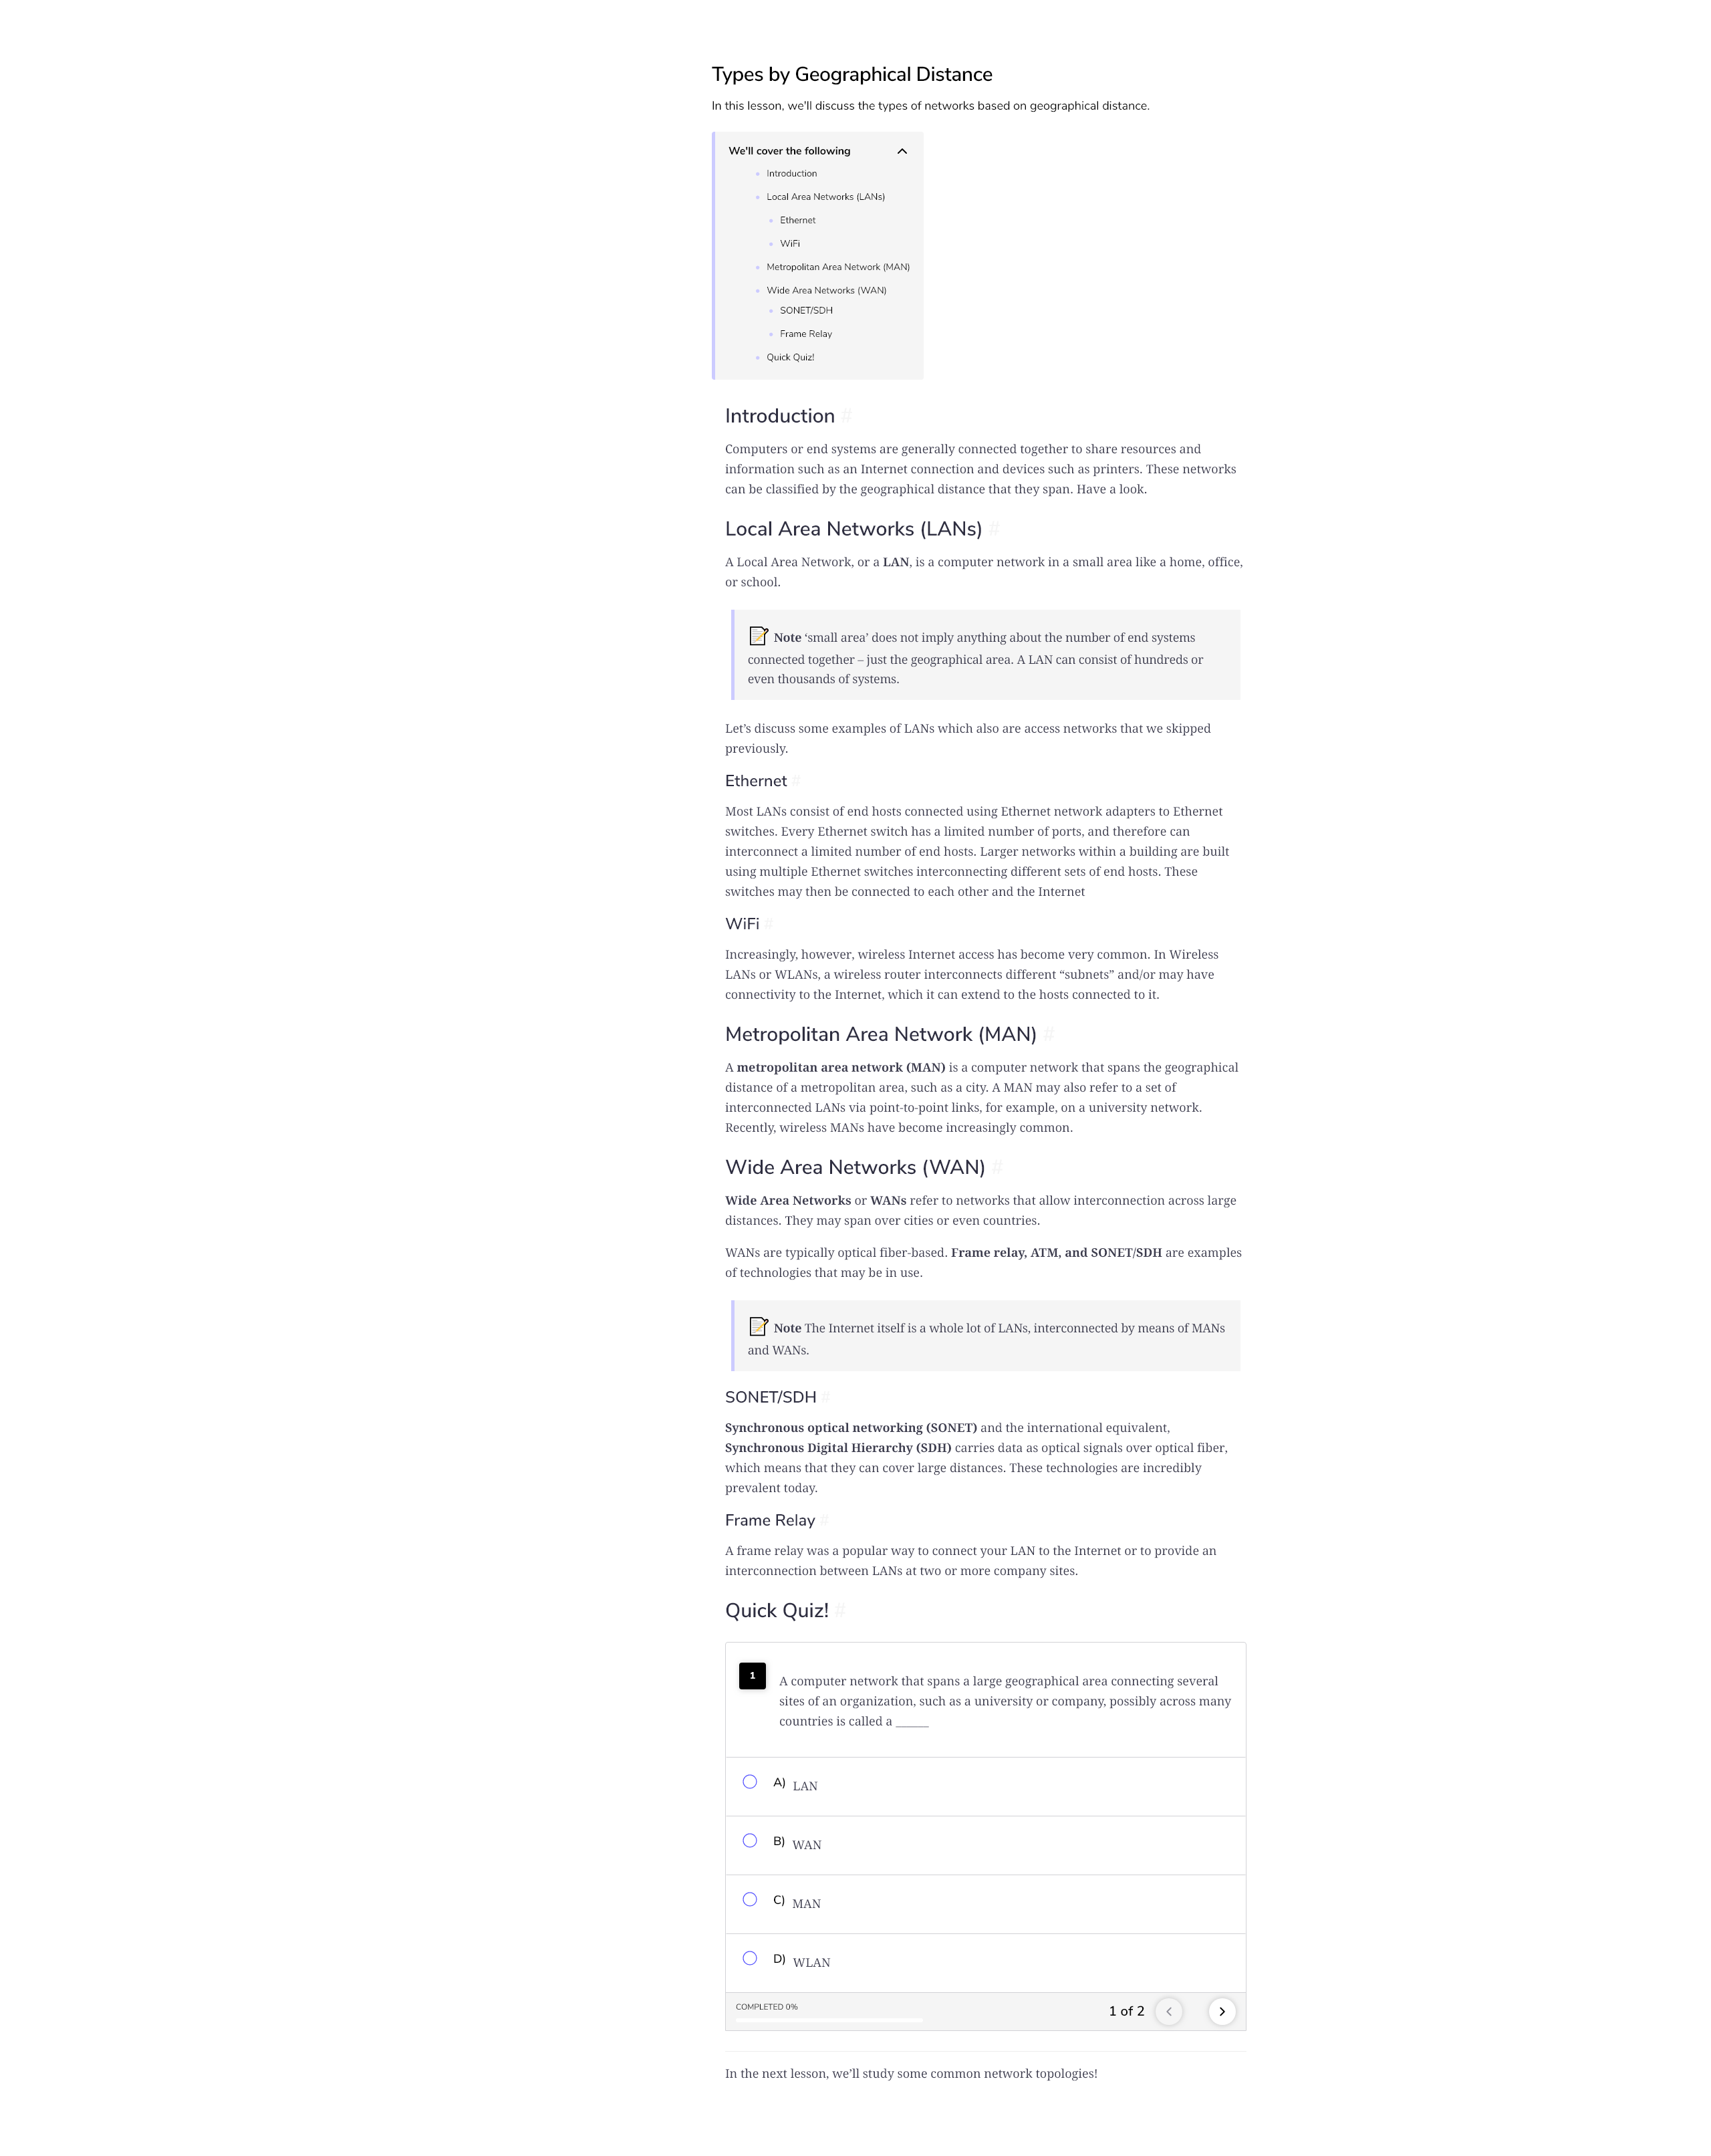 Types by Geographical Distance
In this lesson, we'll discuss the types of networks based on geographical distance.
We'll cover the following
Introduction
Local Area Networks (LANs)
Ethernet
WiFi
Metropolitan Area Network (MAN)
Wide Area Networks (WAN)
SONET/SDH
Frame Relay
Quick Quiz!
Introduction #
Computers or end systems are generally connected together to share resources and
information such as an Internet connection and devices such as printers. These networks
can be classified by the geographical distance that they span. Have a look.
Local Area Networks (LANs) #
A Local Area Network, or a LAN, is a computer network in a small area like a home, office,
or school.
📝 Note ‘small area’ does not imply anything about the number of end systems
connected together – just the geographical area. A LAN can consist of hundreds or
even thousands of systems.
Let’s discuss some examples of LANs which also are access networks that we skipped
previously.
Ethernet #
Most LANs consist of end hosts connected using Ethernet network adapters to Ethernet
switches. Every Ethernet switch has a limited number of ports, and therefore can
interconnect a limited number of end hosts. Larger networks within a building are built
using multiple Ethernet switches interconnecting different sets of end hosts. These
switches may then be connected to each other and the Internet
WiFi #
Increasingly, however, wireless Internet access has become very common. In Wireless
LANs or WLANs, a wireless router interconnects different “subnets” and/or may have
connectivity to the Internet, which it can extend to the hosts connected to it.
Metropolitan Area Network (MAN) #
A metropolitan area network (MAN) is a computer network that spans the geographical
distance of a metropolitan area, such as a city. A MAN may also refer to a set of
interconnected LANs via point-to-point links, for example, on a university network.
Recently, wireless MANs have become increasingly common.
Wide Area Networks (WAN) #
Wide Area Networks or WANs refer to networks that allow interconnection across large
distances. They may span over cities or even countries.
WANs are typically optical fiber-based. Frame relay, ATM, and SONET/SDH are examples
of technologies that may be in use.
📝 Note The Internet itself is a whole lot of LANs, interconnected by means of MANs
and WANs.
SONET/SDH #
Synchronous optical networking (SONET) and the international equivalent,
Synchronous Digital Hierarchy (SDH) carries data as optical signals over optical fiber,
which means that they can cover large distances. These technologies are incredibly
prevalent today.
Frame Relay #
A frame relay was a popular way to connect your LAN to the Internet or to provide an
interconnection between LANs at two or more company sites.
Quick Quiz! #
1
A computer network that spans a large geographical area connecting several
sites of an organization, such as a university or company, possibly across many
countries is called a _____
A) LAN
B) WAN
C) MAN
D) WLAN
COMPLETED 0%
1 of 2
In the next lesson, we’ll study some common network topologies!